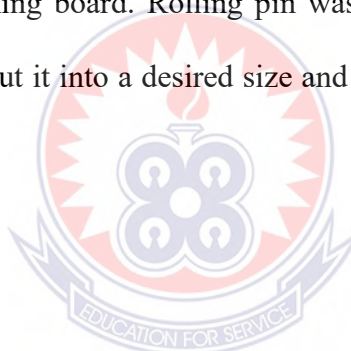 ing board. Rolling pin was
ut it into a desired size and
EDUCATION FOR SERVICE